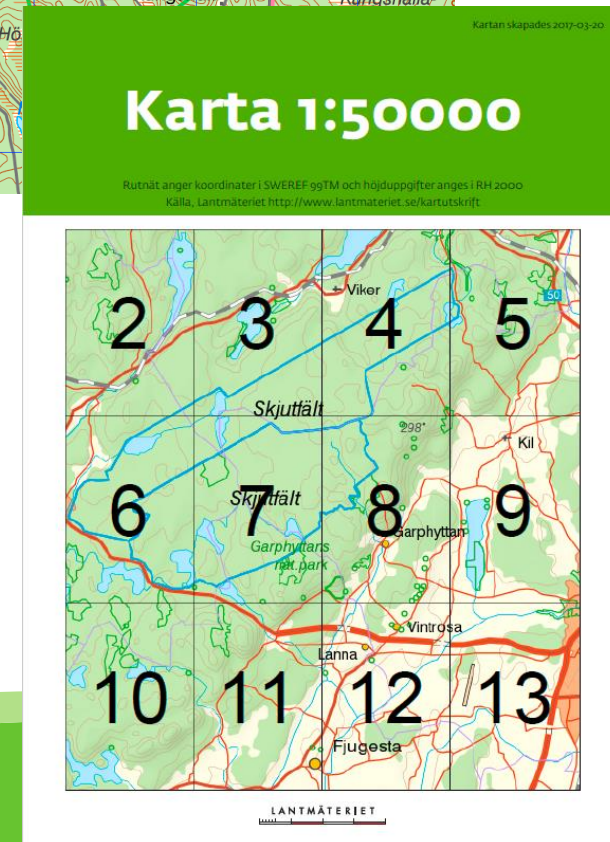 Hö
Kartan skapades 2017-03-20
Karta 1:50000
Rutnät anger koordinater i SWEREF 99TM och höjduppgifter anges i RH 2000
Källa, Lantmäteriet http://www.lantmateriet.se/kartutskrift
Viker
2
3
4
5
50
Skjutfält
298
Kil
Skjutfält
6
7
8
9
Garphyttan
Garphyttans
nat.park
Vintrosa
Lanna
10
11
12
13
Fjugesta
LANTMÄTERIET